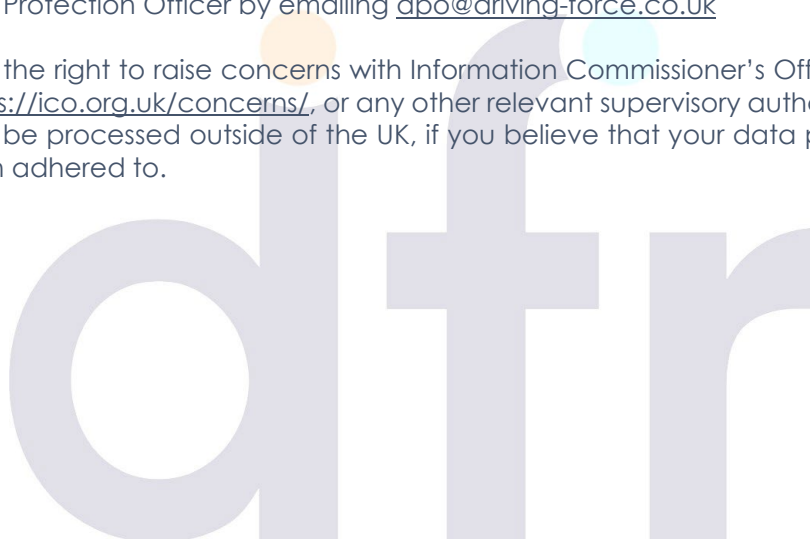 Protection Officer by emailing dpo@driving-force.co.uk
the right to raise concerns with Information Commissioner's Off
s://ico.org.uk/concerns/, or any other relevant supervisory autho
be processed outside of the UK, if you believe that your data p
n adhered to.
dfr